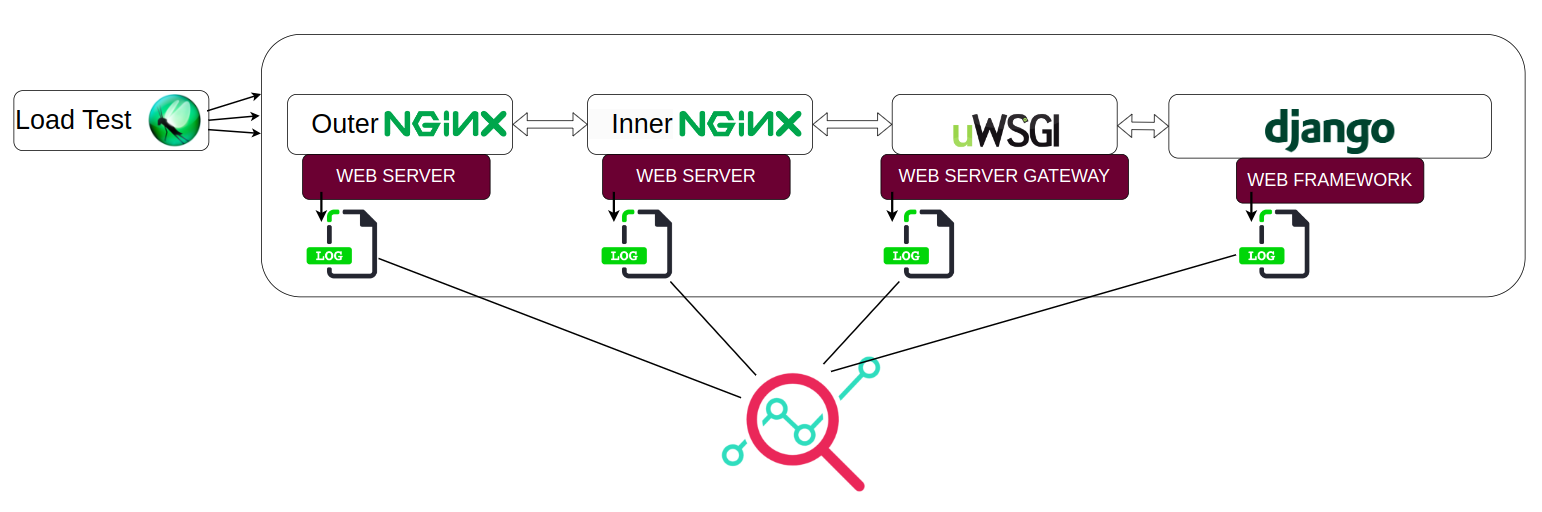 Load Test
Outer NGINX
Inner NGINX
uWSGI
django
WEB SERVER
WEB SERVER
WEB SERVER GATEWAY
WEB FRAMEWORK
LOG
LOG
LOG
LOG